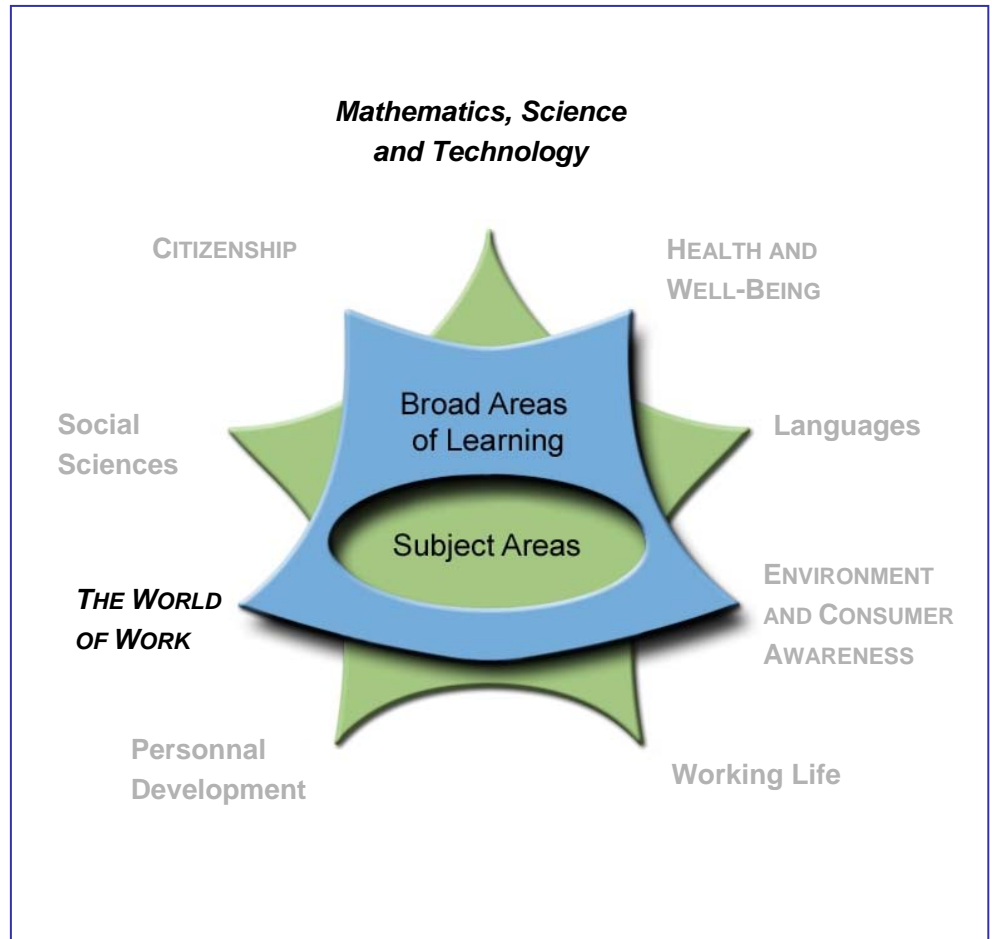 Mathematics, Science
and Technology
CITIZENSHIP
HEALTH AND
WELL-BEING
Broad Areas
of Learning
Social
Sciences
Languages
Subject Areas
THE WORLD
OF WORK
ENVIRONMENT
AND CONSUMER
AWARENESS
Personnal
Development
Working Life